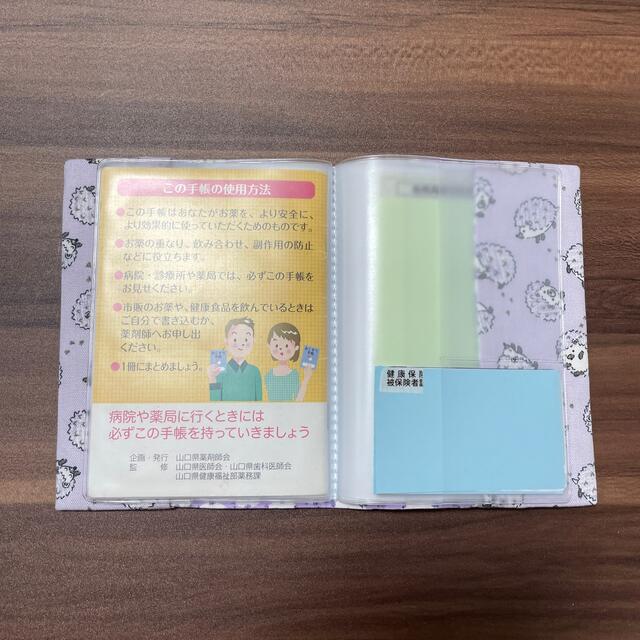 この手帳の使用方法
●この手帳はあなたがお薬を、より安全に、
より効果的に使っていただくためのものです。
●お薬の重なり、飲み合わせ、副作用の防止
などに役立ちます。
●病院・診療所や薬局では、必ずこの手帳を
お見せください。
●市販のお薬や、健康食品を飲んでいるときは
ご自分で書き込むか、
薬剤師へお申し出
ください。
●1冊にまとめましょう。
病院や薬局に行くときには
必ずこの手帳を持っていきましょう
企画・発行 山口県薬剤師会
監 修 山口県医師会・山口県歯科医師会
山口県健康福祉部薬務課
健康保
被保険者